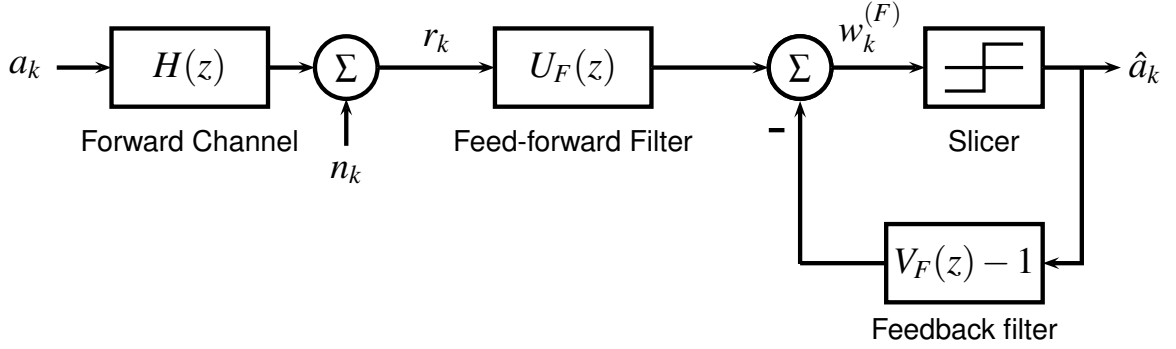 a_k
H(z)
Σ
r_k
U_F(z)
Σ
w_k^{(F)}
â_k
Forward Channel
n_k
Feed-forward Filter
-
Slicer
V_F(z) − 1
Feedback filter